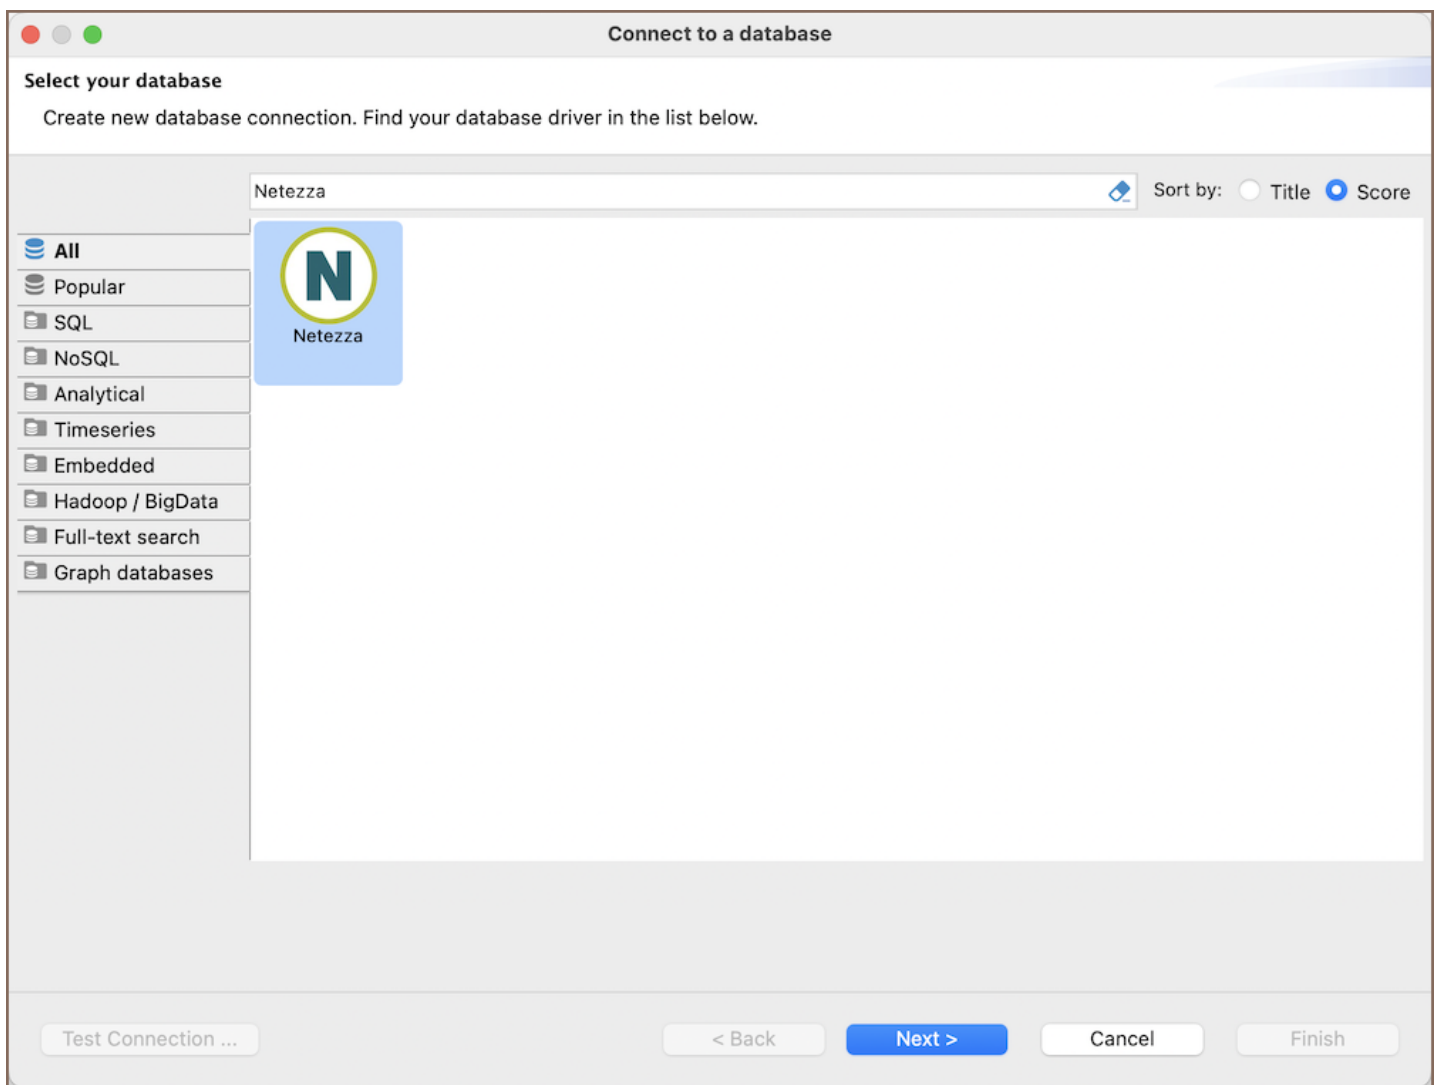 Connect to a database
Select your database
Create new database connection. Find your database driver in the list below.
Netezza
Sort by: Title Score
All
Popular
SQL
NoSQL
Analytical
Timeseries
Embedded
Hadoop / BigData
Full-text search
Graph databases
N
Netezza
Test Connection ...
< Back
Next >
Cancel
Finish